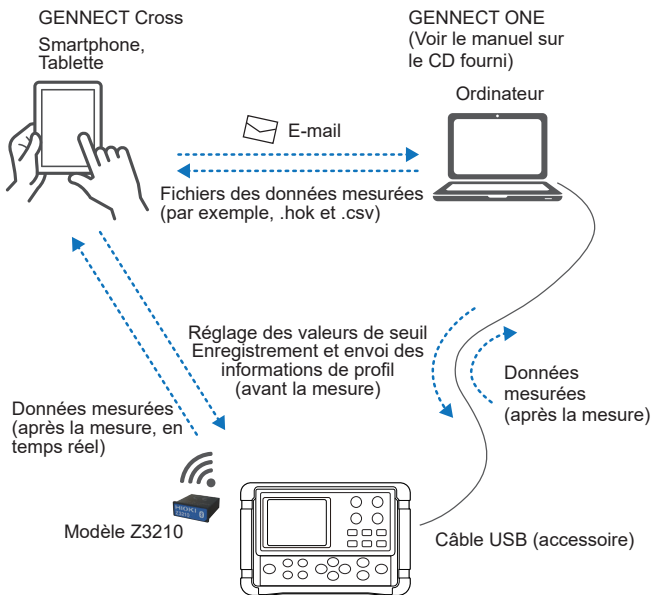 GENNECT Cross
Smartphone,
Tablette
GENNECT ONE
(Voir le manuel sur
le CD fourni)
Ordinateur
E-mail
Fichiers des données mesurées
(par exemple, .hok et .csv)
Réglage des valeurs de seuil
Enregistrement et envoi des
informations de profil
(avant la mesure)
Données
mesurées
(après la mesure)
Données mesurées
(après la mesure, en
temps réel)
HIOKI
Z3210
Modèle Z3210
Câble USB (accessoire)